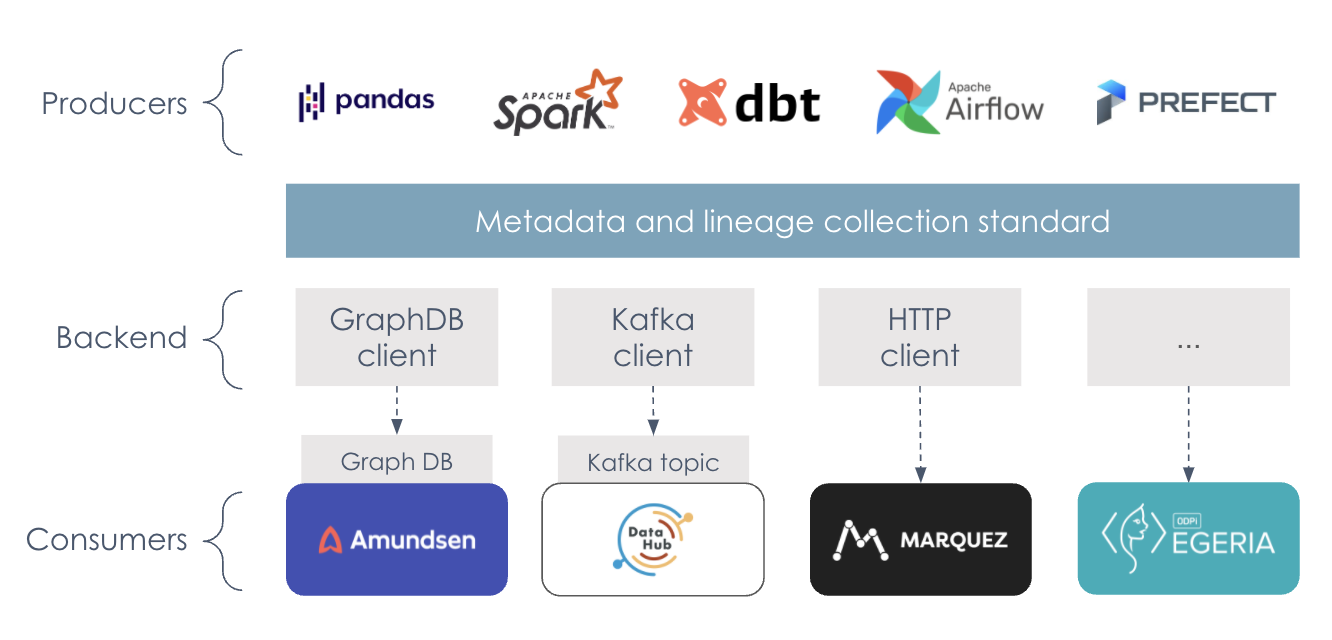 Producers
pandas
APACHE
Spark™
dbt
Apache
Airflow
PREFECT
Metadata and lineage collection standard
Backend
GraphDB
client
Kafka
client
HTTP
client
...
Graph DB
Kafka topic
Consumers
Amundsen
Data
Hub
MARQUEZ
ODPi
EGERIA